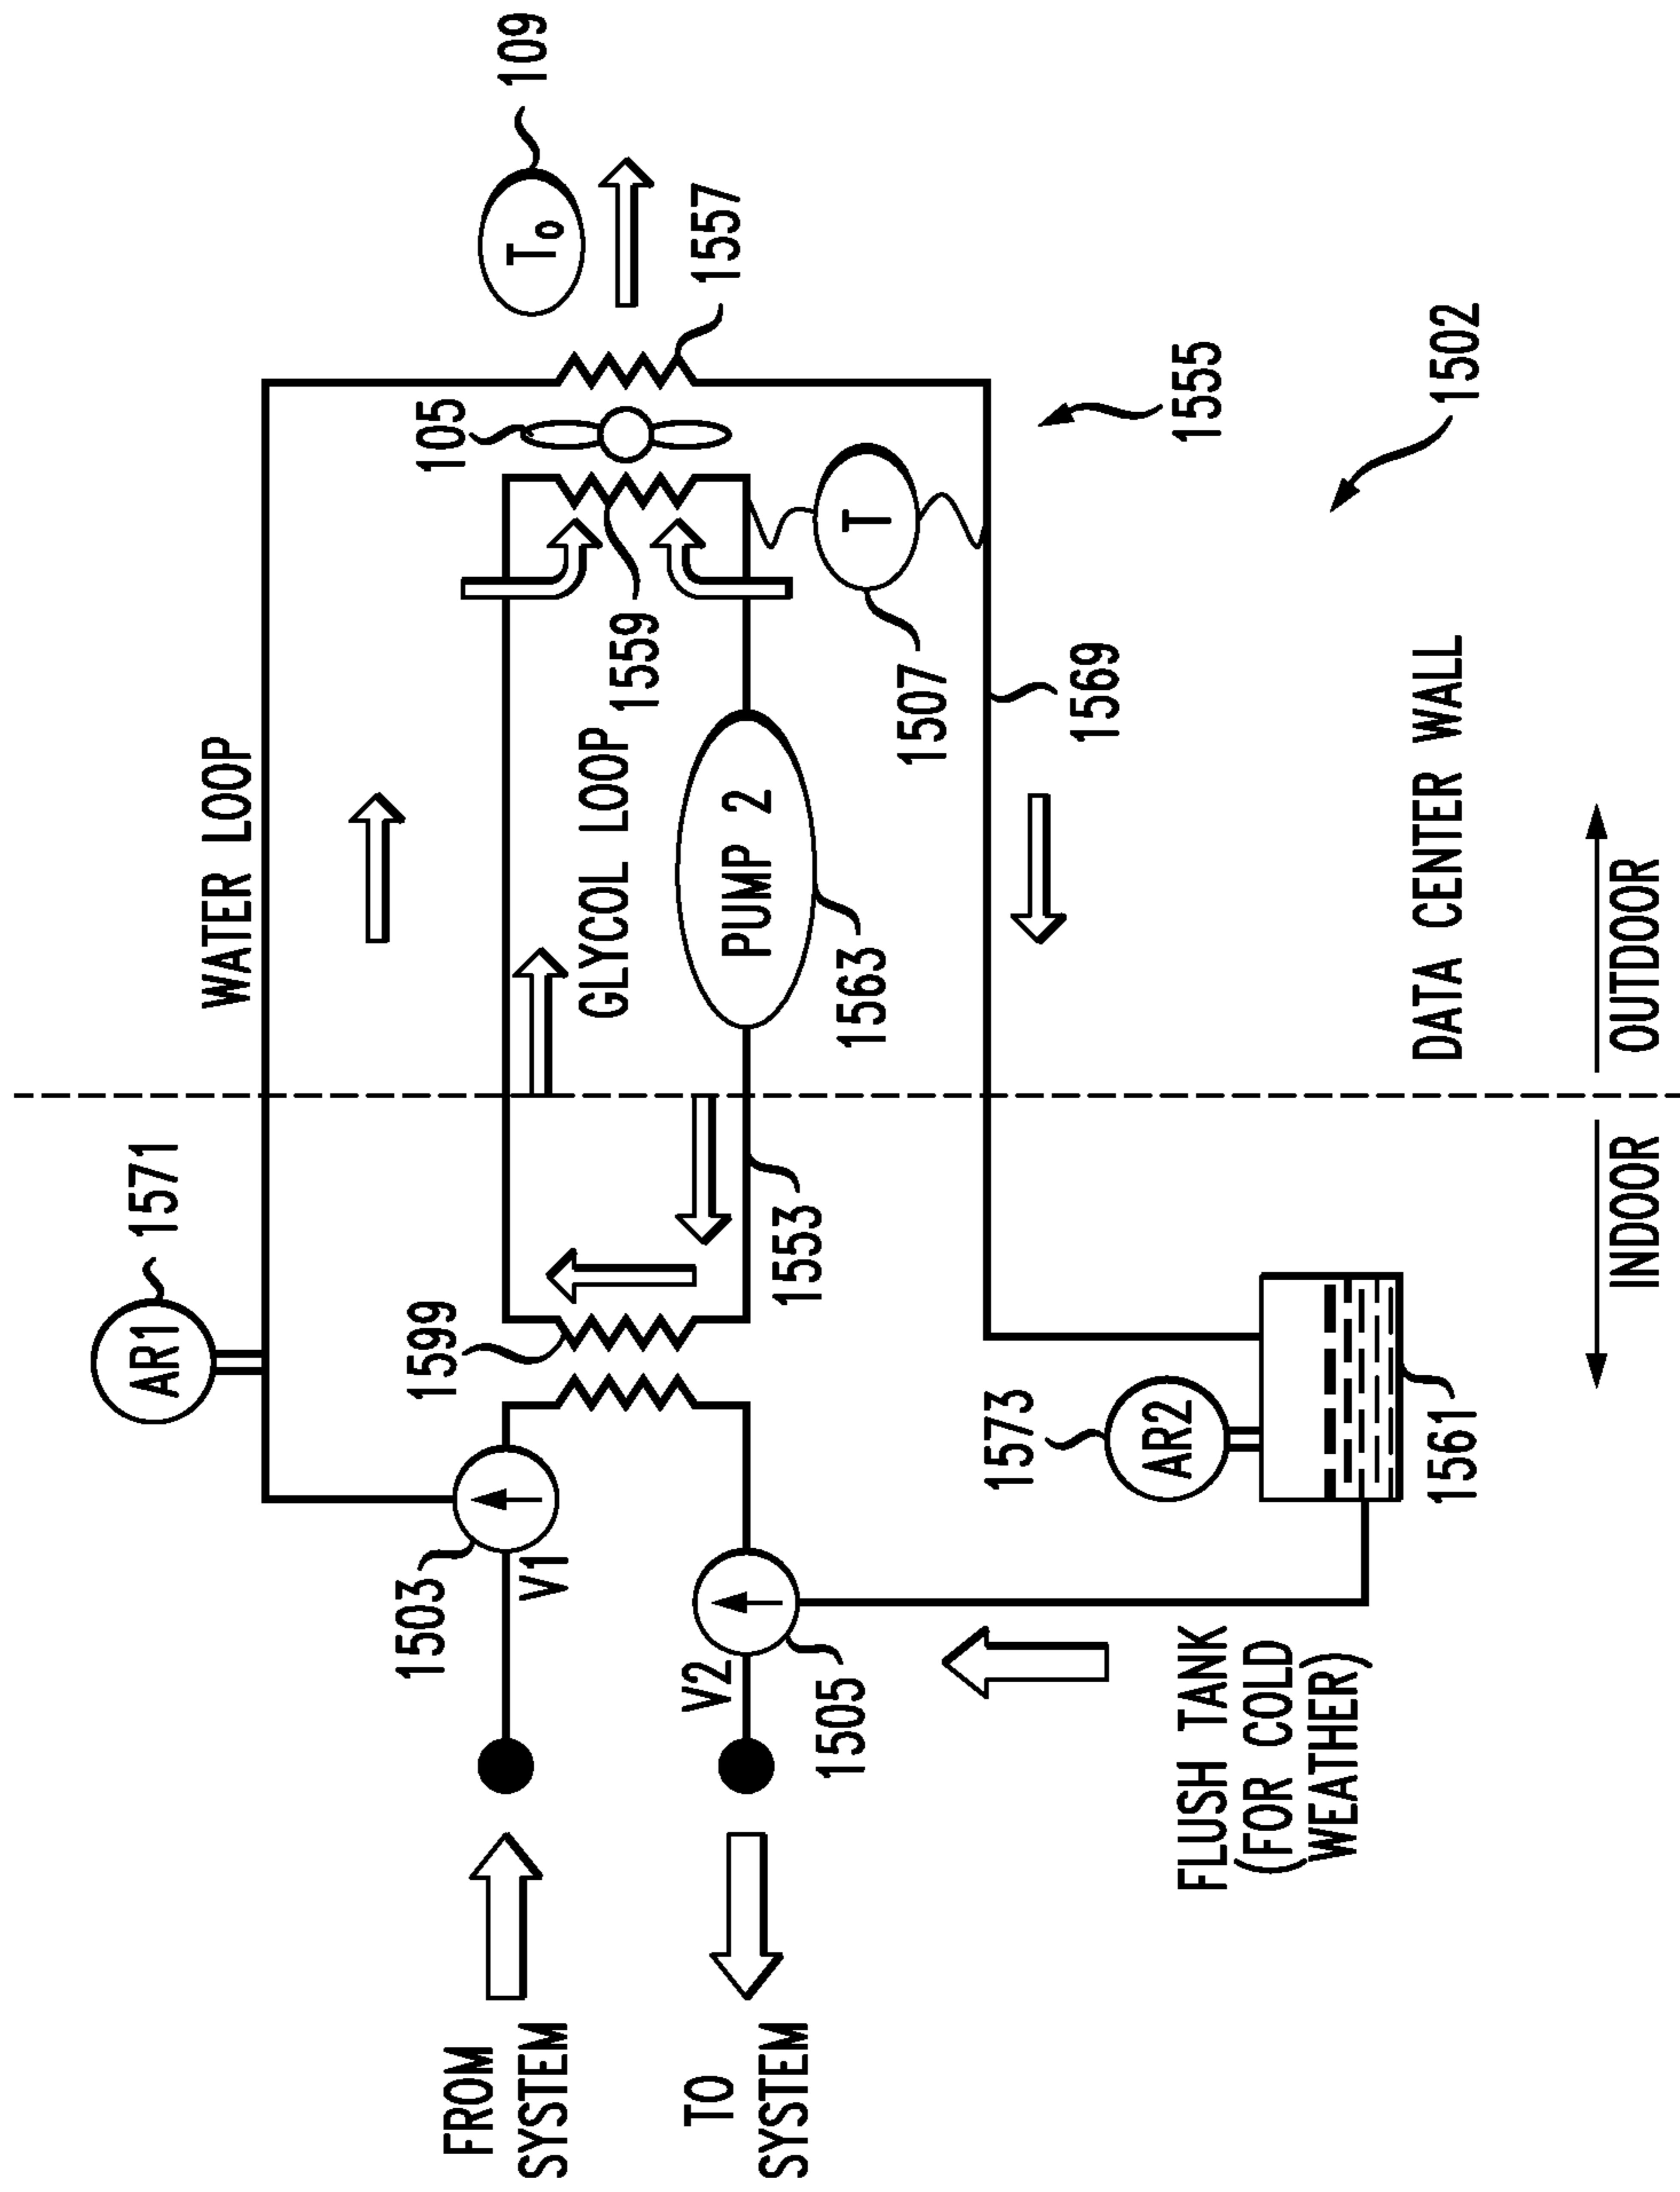 AR1
1571
WATER LOOP
1503
V1
1599
105
T₀
109
FROM
SYSTEM
GLYCOL LOOP
1559
1557
V2
PUMP 2
TO
SYSTEM
1505
1553
1563
T
1507
1573
AR2
1569
1555
FLUSH TANK
(FOR COLD
WEATHER)
1561
DATA CENTER WALL
1502
INDOOR
OUTDOOR